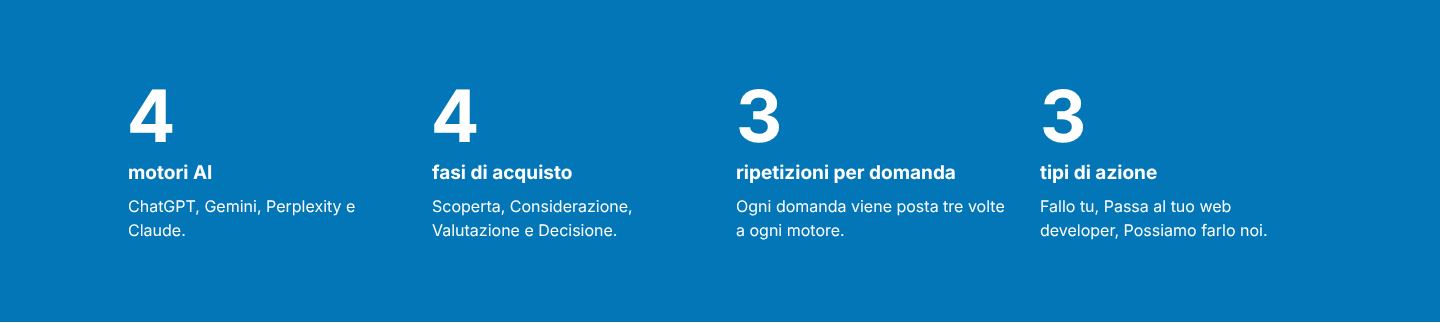 4
motori AI
ChatGPT, Gemini, Perplexity e
Claude.
4
fasi di acquisto
Scoperta, Considerazione,
Valutazione e Decisione.
3
ripetizioni per domanda
Ogni domanda viene posta tre volte
a ogni motore.
3
tipi di azione
Fallo tu, Passa al tuo web
developer, Possiamo farlo noi.